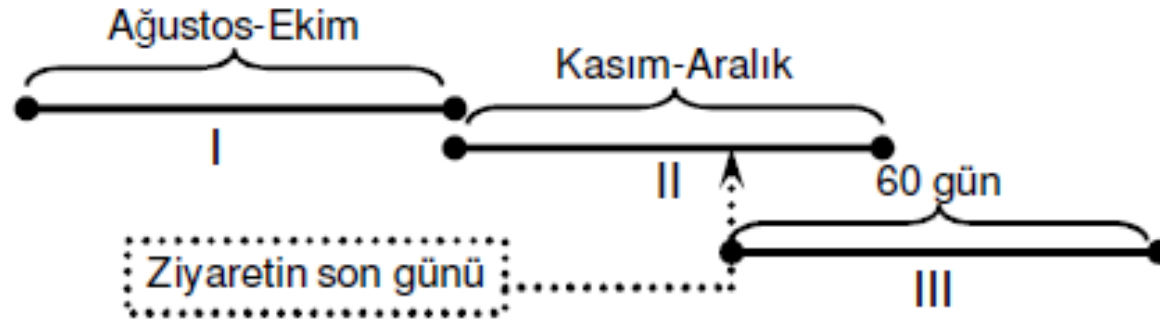 Ağustos-Ekim
Kasım-Aralık
I
II
60 gün
Ziyaretin son günü
III